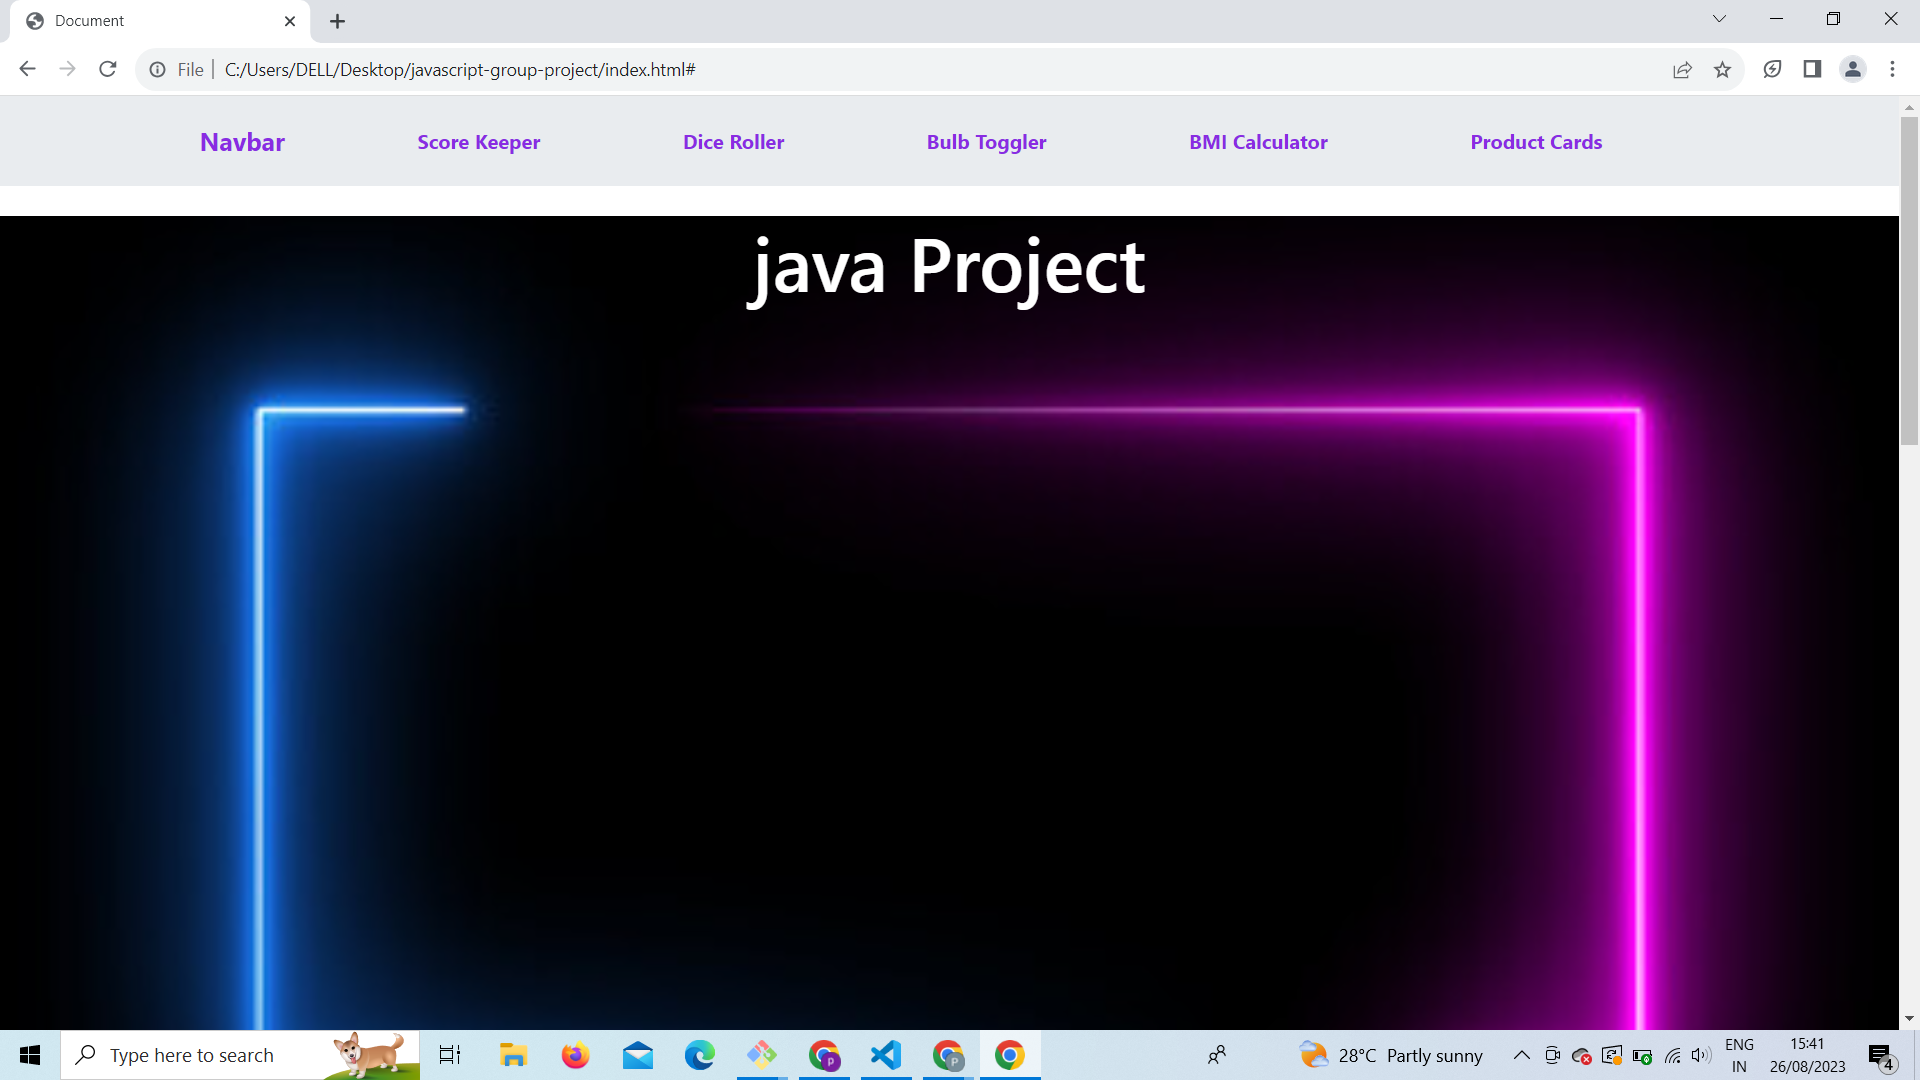 Document
File
C:/Users/DELL/Desktop/javascript-group-project/index.html#
Navbar Score Keeper Dice Roller Bulb Toggler BMI Calculator Product Cards
java Project
Type here to search
28°C Partly sunny
ENG
IN
15:41
26/08/2023
4